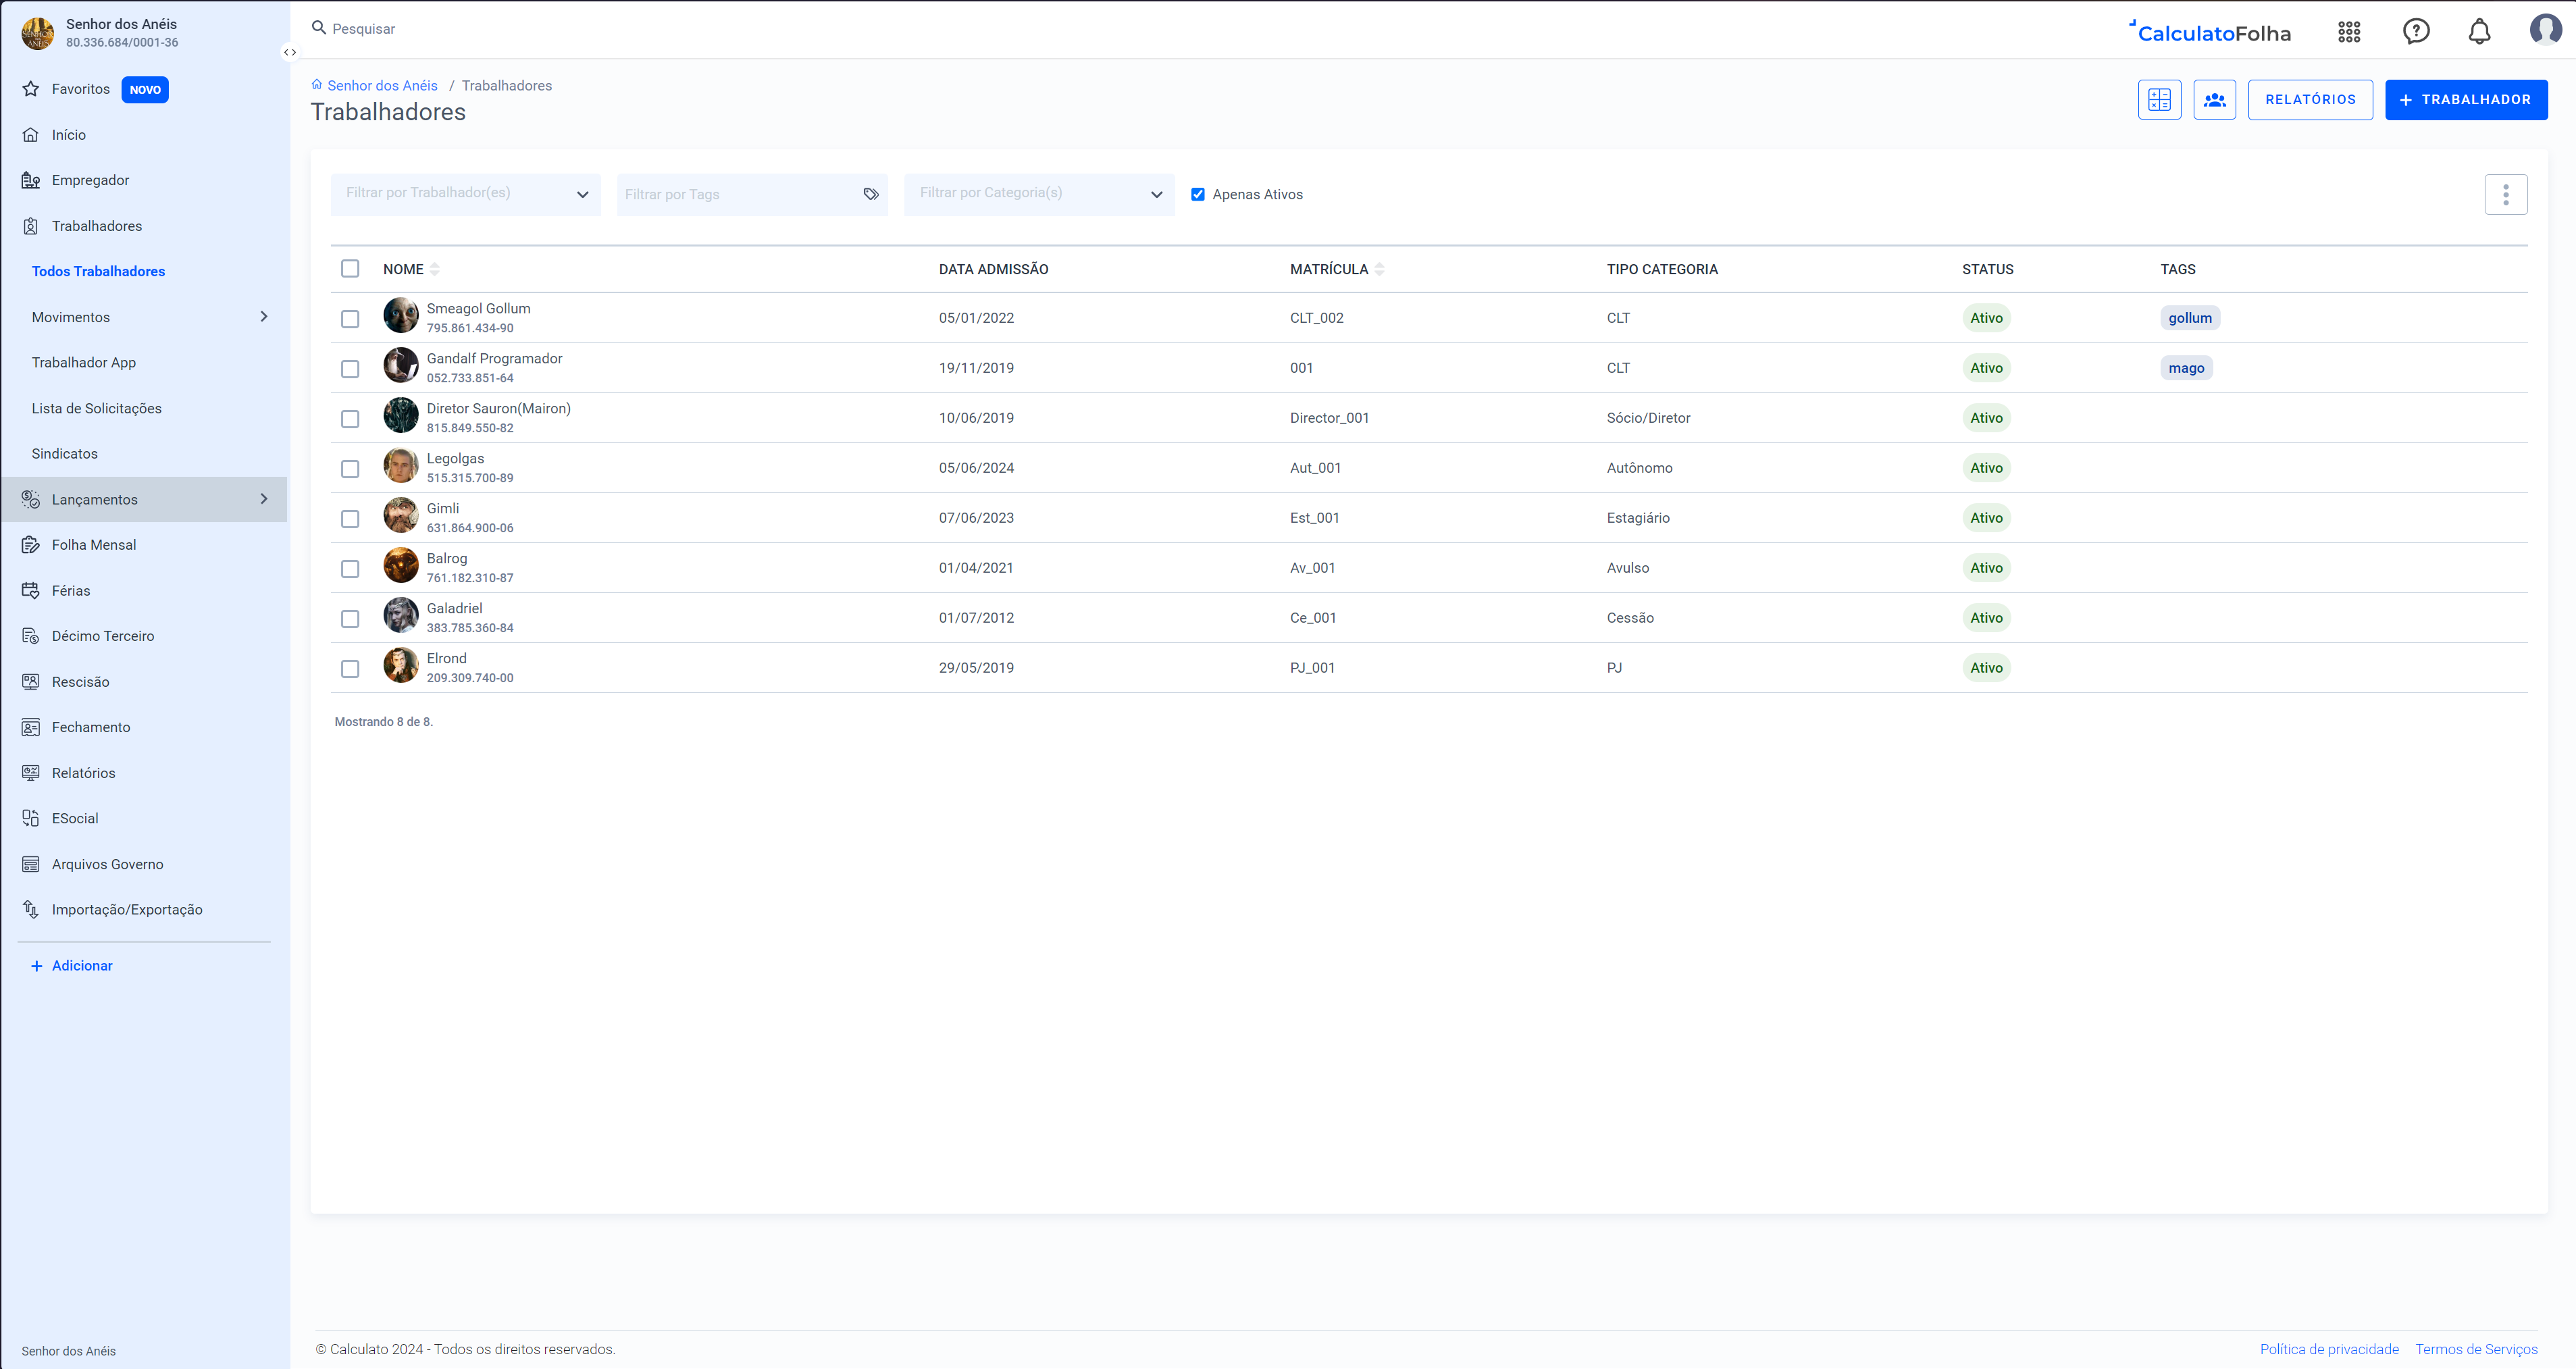 Senhor dos Anéis
80.336.684/0001-36
Favoritos NOVO
Início
Empregador
Trabalhadores
Todos Trabalhadores
Movimentos
Trabalhador App
Lista de Solicitações
Sindicatos
Lançamentos
Folha Mensal
Férias
Décimo Terceiro
Rescisão
Fechamento
Relatórios
ESocial
Arquivos Governo
Importação/Exportação
+ Adicionar
Senhor dos Anéis
Pesquisar
CalculatoFolha
Senhor dos Anéis / Trabalhadores
Trabalhadores
RELATÓRIOS
+ TRABALHADOR
Filtrar por Trabalhador(es) Filtrar por Tags Filtrar por Categoria(s) Apenas Ativos
NOME DATA ADMISSÃO MATRÍCULA TIPO CATEGORIA STATUS TAGS
Smeagol Gollum
795.861.434-90
05/01/2022 CLT_002 CLT Ativo gollum
Gandalf Programador
052.733.851-64
19/11/2019 001 CLT Ativo mago
Diretor Sauron(Mairon)
815.849.550-82
10/06/2019 Director_001 Sócio/Diretor Ativo
Legolgas
515.315.700-89
05/06/2024 Aut_001 Autônomo Ativo
Gimli
631.864.900-06
07/06/2023 Est_001 Estagiário Ativo
Balrog
761.182.310-87
01/04/2021 Av_001 Avulso Ativo
Galadriel
383.785.360-84
01/07/2012 Ce_001 Cessão Ativo
Elrond
209.309.740-00
29/05/2019 PJ_001 PJ Ativo
Mostrando 8 de 8.
© Calculato 2024 - Todos os direitos reservados.
Política de privacidade Termos de Serviços